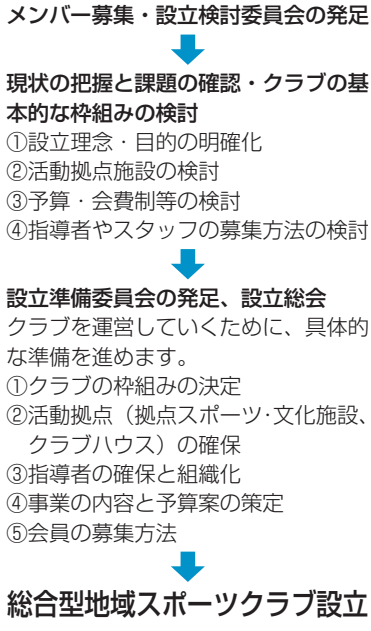 メンバー募集・設立検討委員会の発足
現状の把握と課題の確認・クラブの基
本的な枠組みの検討
①設立理念・目的の明確化
②活動拠点施設の検討
③予算・会費制等の検討
④指導者やスタッフの募集方法の検討
設立準備委員会の発足、設立総会
クラブを運営していくために、具体的
な準備を進めます。
①クラブの枠組みの決定
②活動拠点（拠点スポーツ・文化施設、
クラブハウス）の確保
③指導者の確保と組織化
④事業の内容と予算案の策定
⑤会員の募集方法
総合型地域スポーツクラブ設立